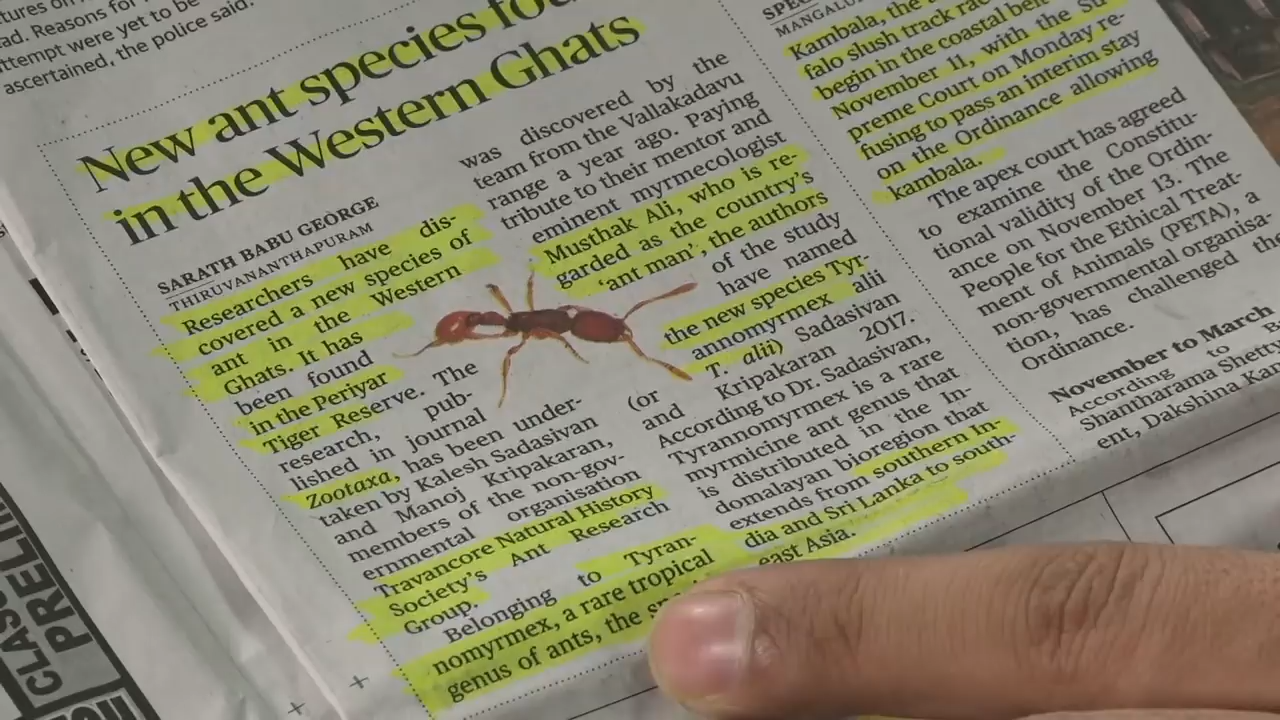 ad. Reasons for
ttempt were yet to be
ascertained, the police said.
New ant species
in the Western Ghats
SARATH BABU GEORGE
THIRUVANANTHAPURAM
Researchers have dis-
covered a new species of
ant in the Western
Ghats. It has
been found
in the Periyar
Tiger Reserve. The
research, pub-
lished in journal
Zootaxa, has been under-
taken by Kalesh Sadasivan
and Manoj Kripakaran,
members of the non-gov-
ernmental organisation
Travancore Natural History
Society's Ant Research
Group.
Belonging to Tyran-
nomyrmex, a rare tropical
genus of ants, the
was discovered by the
team from the Vallakadavu
range a year ago. Paying
tribute to their mentor and
eminent myrmecologist
Musthak Ali, who is re-
garded as the country's
'ant man', the authors
of the study
have named
the new species Tyr-
annomyrmex alii
(or T. alii) Sadasivan
and Kripakaran 2017.
According to Dr. Sadasivan,
Tyrannomyrmex is a rare
myrmicine ant genus that
is distributed in the In-
domalayan bioregion that
extends from southern In-
dia and Sri Lanka to south-
east Asia.
MANGALU
Kambala, the
falo slush track
begin in the coastal
November 11, with the Su
preme Court on Monday re-
fusing to pass an interim stay
on the Ordinance allowing
kambala.
The apex court has agreed
to examine the Constitu-
tional validity of the Ordin-
ance on November 13. The
People for the Ethical Treat-
ment of Animals (PETA), a
non-governmental organisa-
tion, has challenged the
Ordinance.
November to March
According to
Shantharama Shetty
ent, Dakshina Kan
CLASS
PRELIM